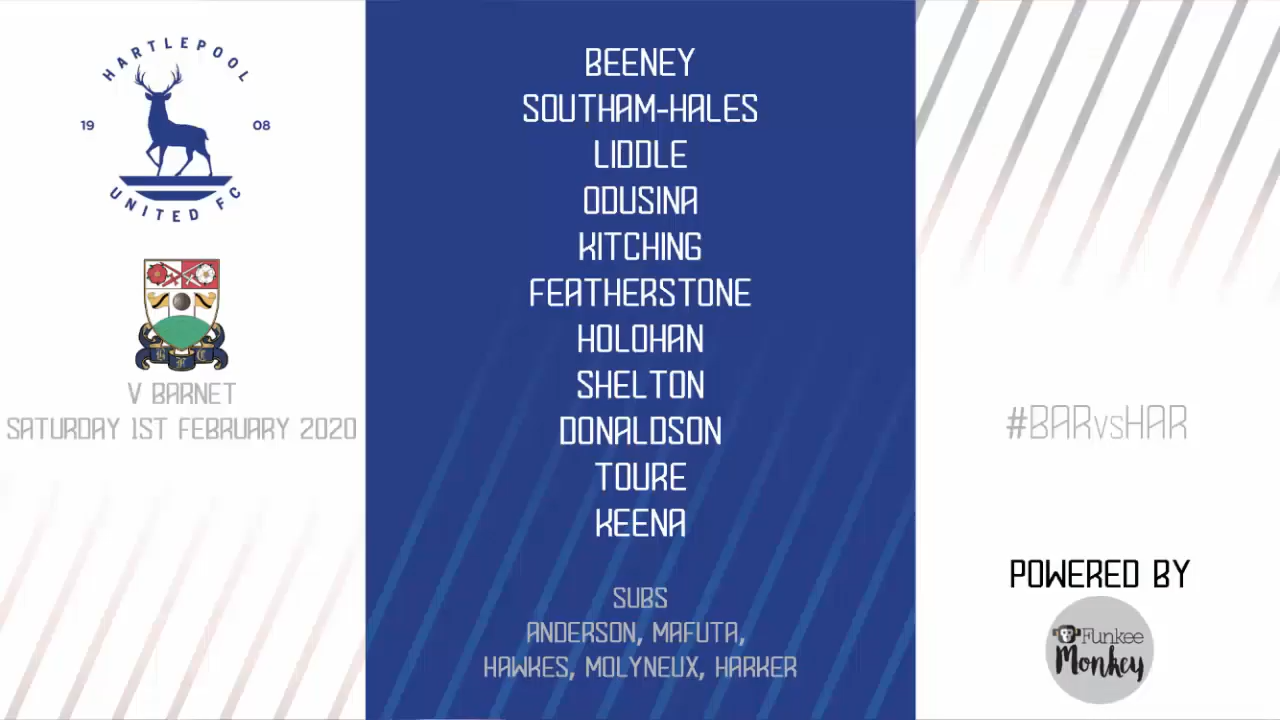 HARTLEPOOL
19 08
UNITED FC
B F C
V BARNET
SATURDAY 1ST FEBRUARY 2020
BEENEY
SOUTHAM-HALES
LIDDLE
ODUSINA
KITCHING
FEATHERSTONE
HOLOHAN
SHELTON
DONALDSON
TOURE
KEENA
SUBS
ANDERSON, MAFUTA,
HAWKES, MOLYNEUX, HARKER
#BARvsHAR
POWERED BY
Funkee
Monkey